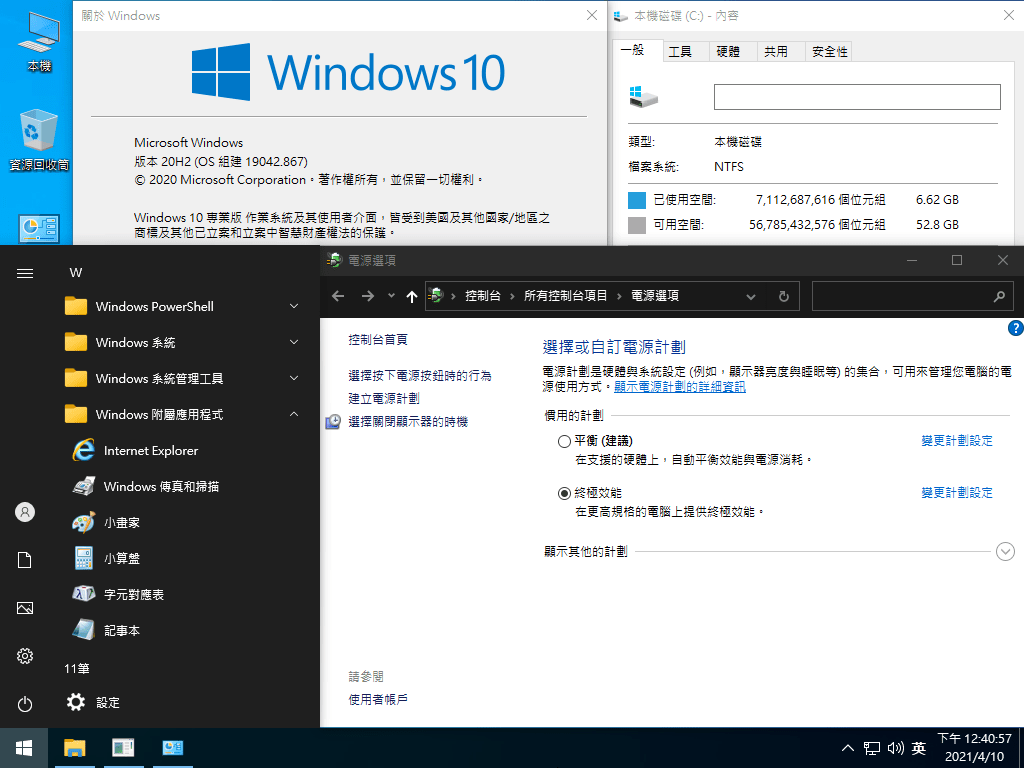 關於 Windows
Windows 10
Microsoft Windows
版本 20H2 (OS 組建 19042.867)
© 2020 Microsoft Corporation。著作權所有，並保留一切權利。
Windows 10 專業版 作業系統及其使用者介面，皆受到美國及其他國家/地區之
商標及其他已立案和立案中智慧財產權法的保護。
本機磁碟 (C:) - 內容
一般 工具 硬體 共用 安全性
類型: 本機磁碟
檔案系統: NTFS
已使用空間: 7,112,687,616 個位元組 6.62 GB
可用空間: 56,785,432,576 個位元組 52.8 GB
本機
資源回收筒
W
Windows PowerShell
Windows 系統
Windows 系統管理工具
Windows 附屬應用程式
Internet Explorer
Windows 傳真和掃描
小畫家
小算盤
字元對應表
記事本
11筆
設定
電源選項
控制台 › 所有控制台項目 › 電源選項
控制台首頁
選擇按下電源按鈕時的行為
建立電源計劃
選擇關閉顯示器的時機
請參閱
使用者帳戶
?
選擇或自訂電源計劃
電源計劃是硬體與系統設定 (例如，顯示器亮度與睡眠等) 的集合，可用來管理您電腦的電
源使用方式。顯示電源計劃的詳細資訊
慣用的計劃
平衡 (建議) 變更計劃設定
在支援的硬體上，自動平衡效能與電源消耗。
終極效能 變更計劃設定
在更高規格的電腦上提供終極效能。
顯示其他的計劃
英
下午 12:40:57
2021/4/10